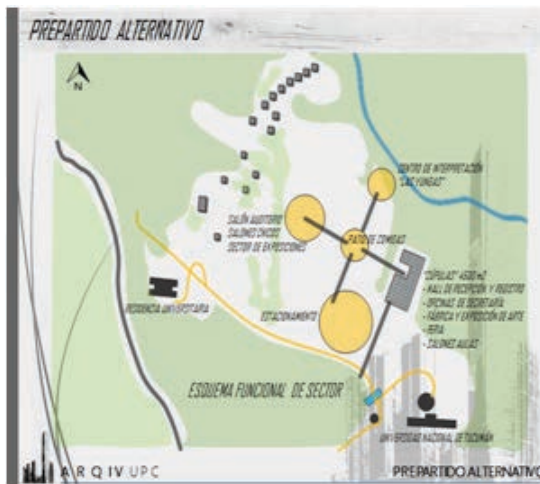 PREPARTIDO ALTERNATIVO
N
CENTRO DE INTERPRETACIÓN
"LAS YUNGAS"
SALÓN AUDITORIO
SALONES CHICOS
SECTOR DE EXPOSICIONES
PATIO DE COMIDAS
"CÚPULAS" 4500 m2
- HALL DE RECEPCIÓN Y REGISTRO
- OFICINAS DE SECRETARÍA
- FÁBRICA Y EXPOSICIÓN DE ARTE
- FERIA
- SALONES AULAS
RESIDENCIA UNIVERSITARIA
ESTACIONAMIENTO
ESQUEMA FUNCIONAL DE SECTOR
UNIVERSIDAD NACIONAL DE TUCUMÁN
ARQIV UPC
PREPARTIDO ALTERNATIVO